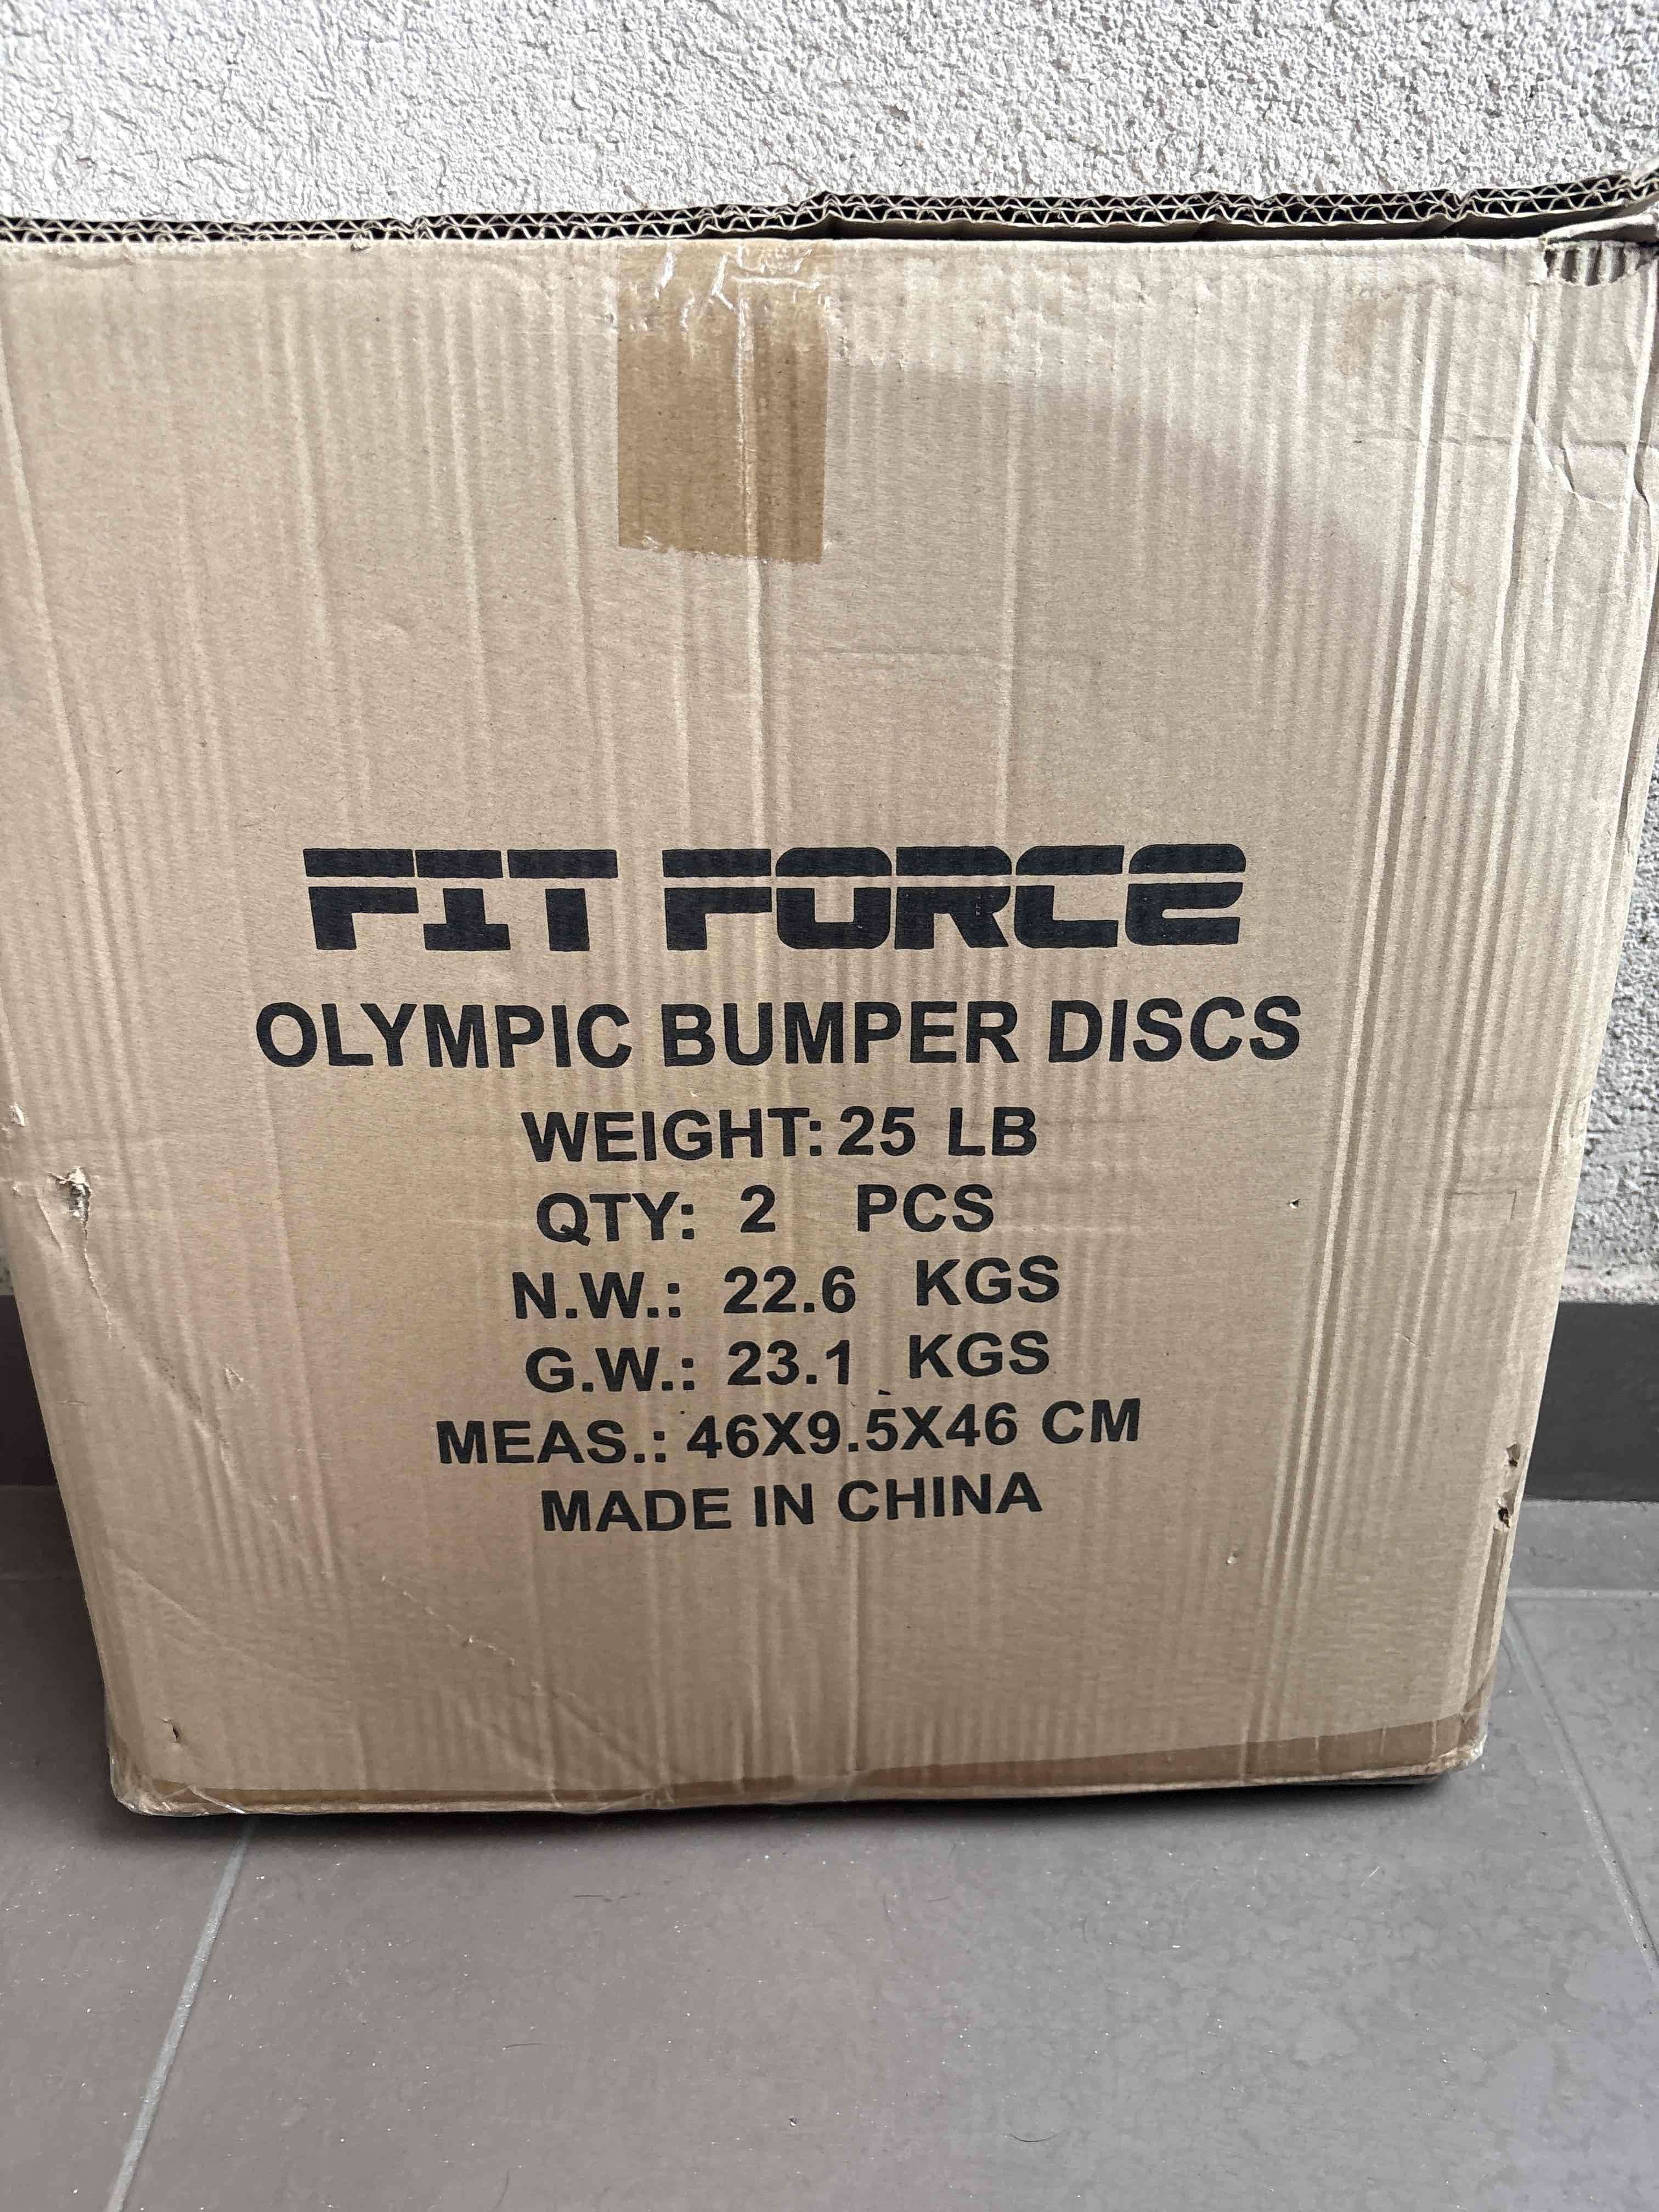 FIT FORCE
OLYMPIC BUMPER DISCS
WEIGHT: 25 LB
QTY: 2 PCS
N.W.: 22.6 KGS
G.W.: 23.1 KGS
MEAS.: 46X9.5X46 CM
MADE IN CHINA